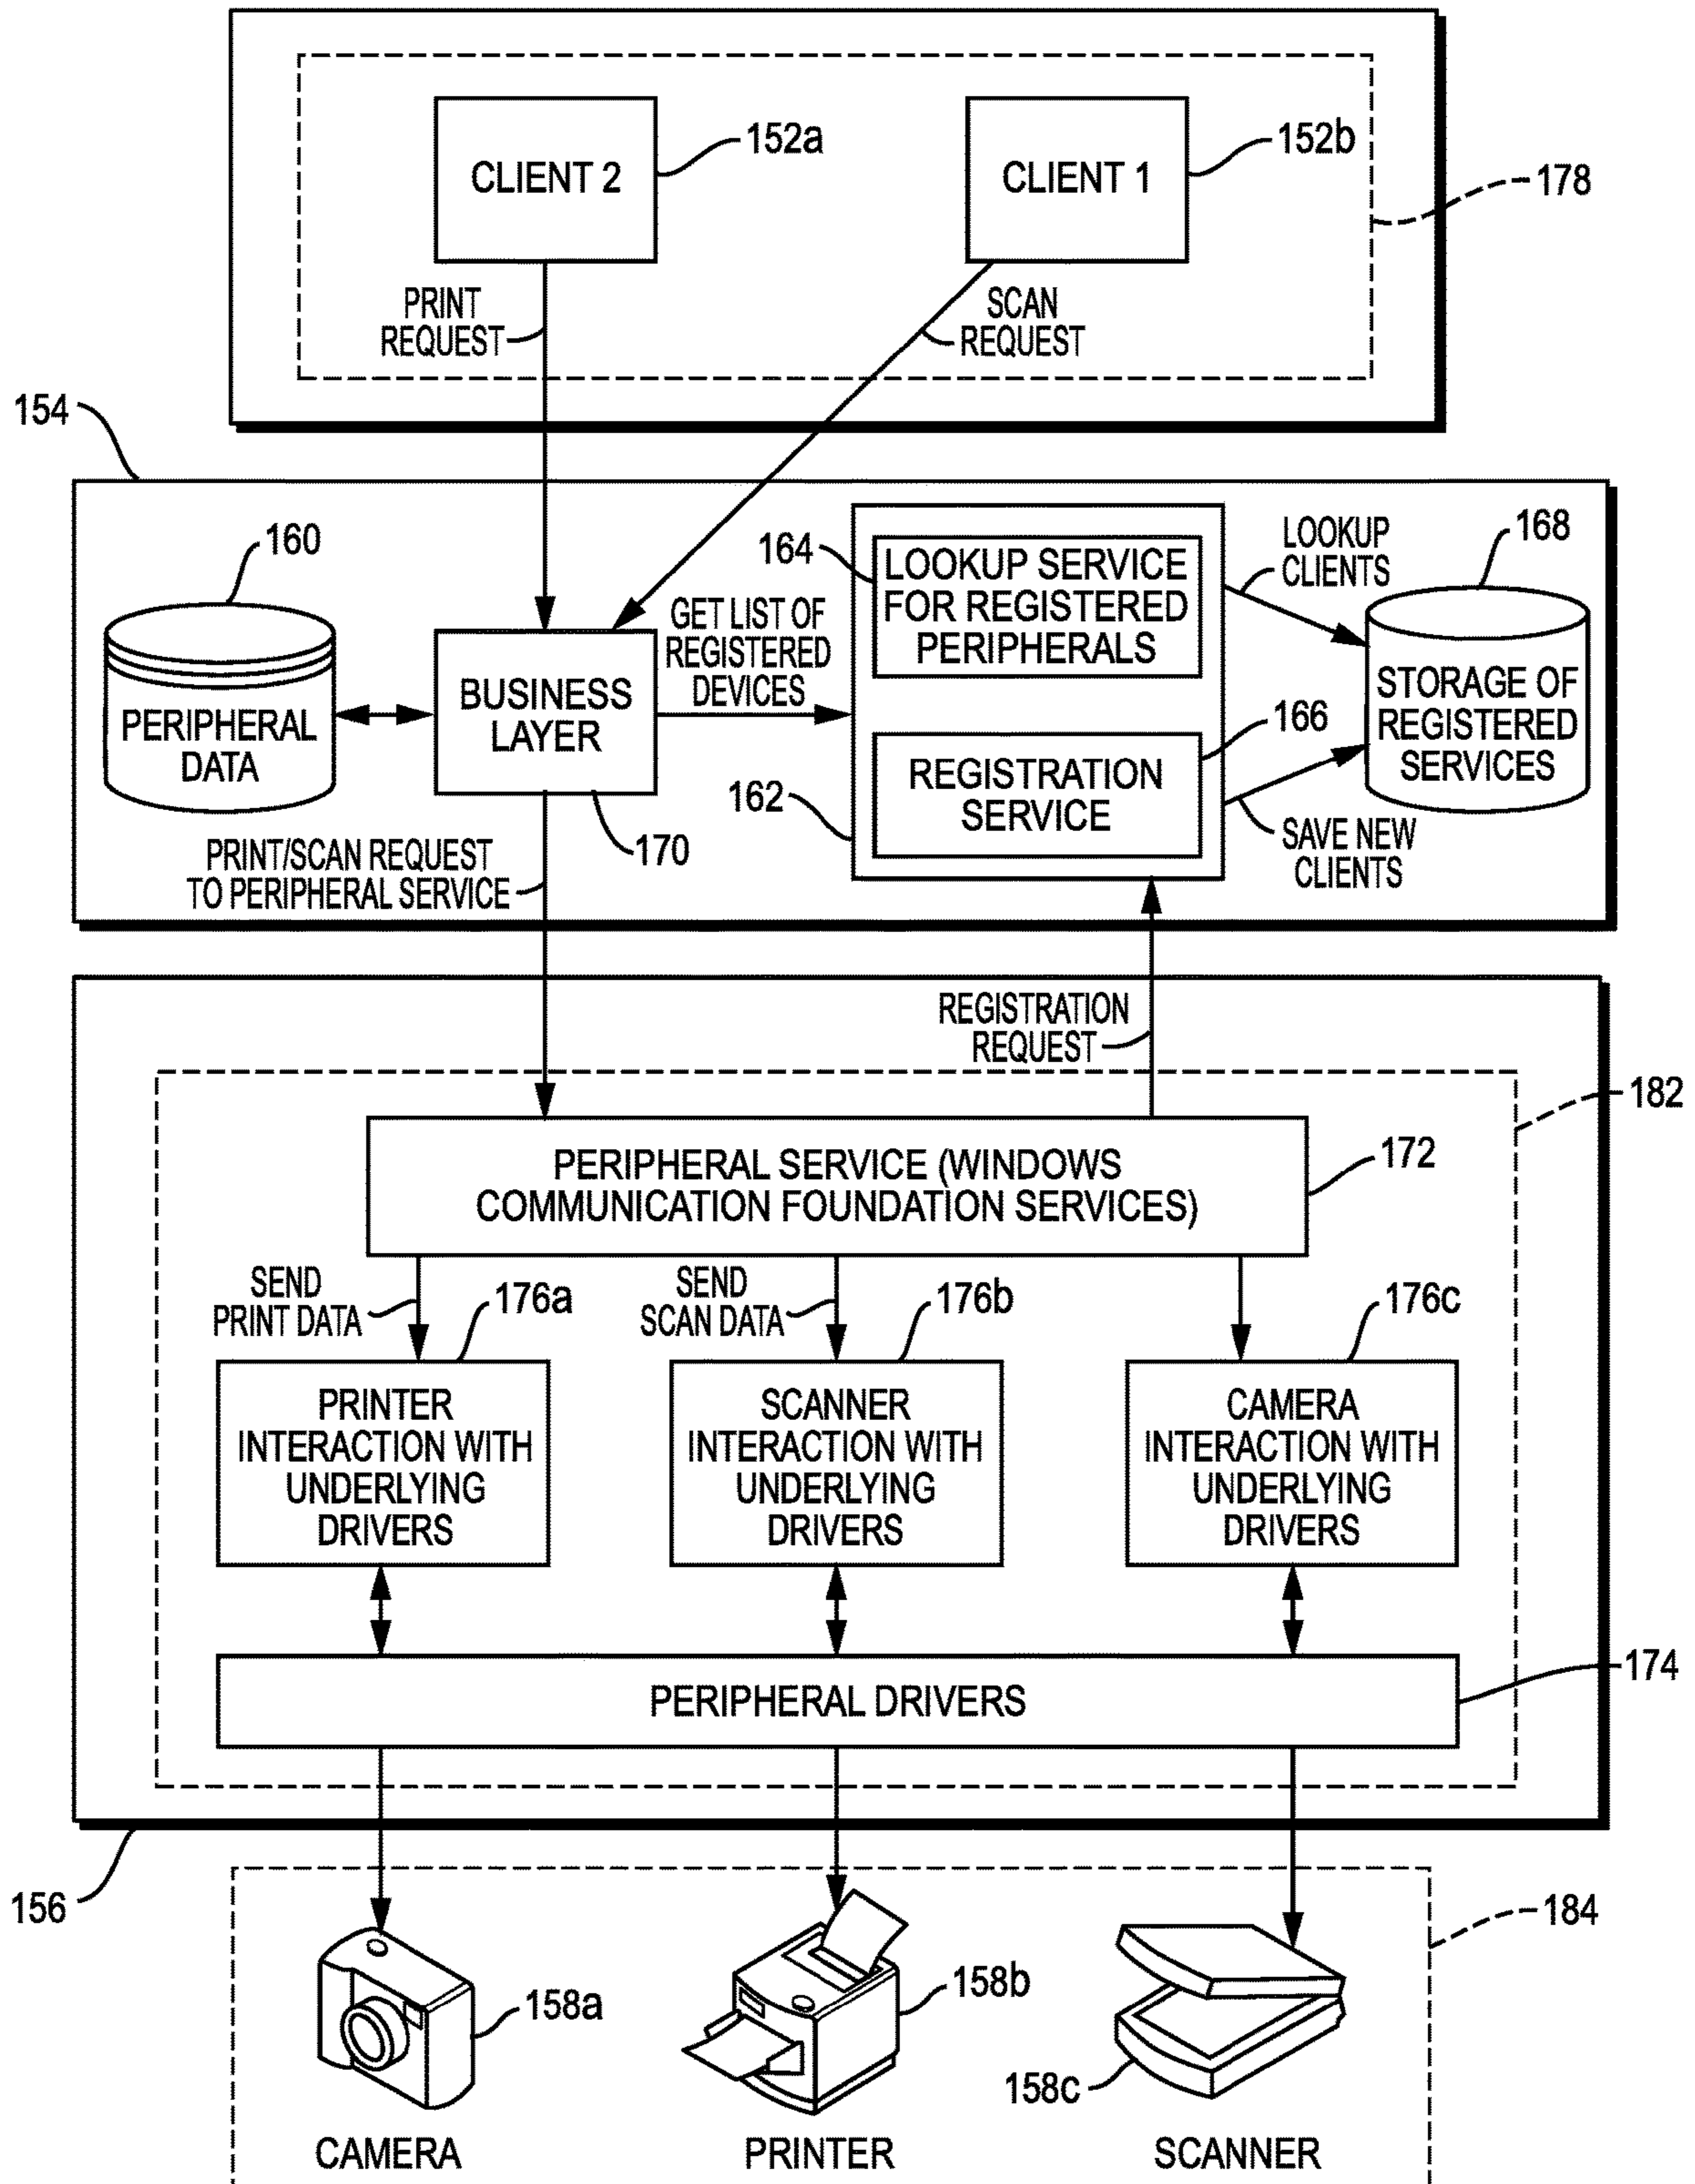 CLIENT 2
152a
CLIENT 1
152b
178
PRINT
REQUEST
SCAN
REQUEST
154
160
PERIPHERAL
DATA
BUSINESS
LAYER
170
GET LIST OF
REGISTERED
DEVICES
164
LOOKUP SERVICE
FOR REGISTERED
PERIPHERALS
166
REGISTRATION
SERVICE
162
LOOKUP
CLIENTS
168
STORAGE OF
REGISTERED
SERVICES
SAVE NEW
CLIENTS
PRINT/SCAN REQUEST
TO PERIPHERAL SERVICE
REGISTRATION
REQUEST
182
PERIPHERAL SERVICE (WINDOWS
COMMUNICATION FOUNDATION SERVICES)
172
SEND
PRINT DATA
176a
SEND
SCAN DATA
176b
176c
PRINTER
INTERACTION WITH
UNDERLYING
DRIVERS
SCANNER
INTERACTION WITH
UNDERLYING
DRIVERS
CAMERA
INTERACTION WITH
UNDERLYING
DRIVERS
PERIPHERAL DRIVERS
174
156
184
158a
158b
158c
CAMERA
PRINTER
SCANNER